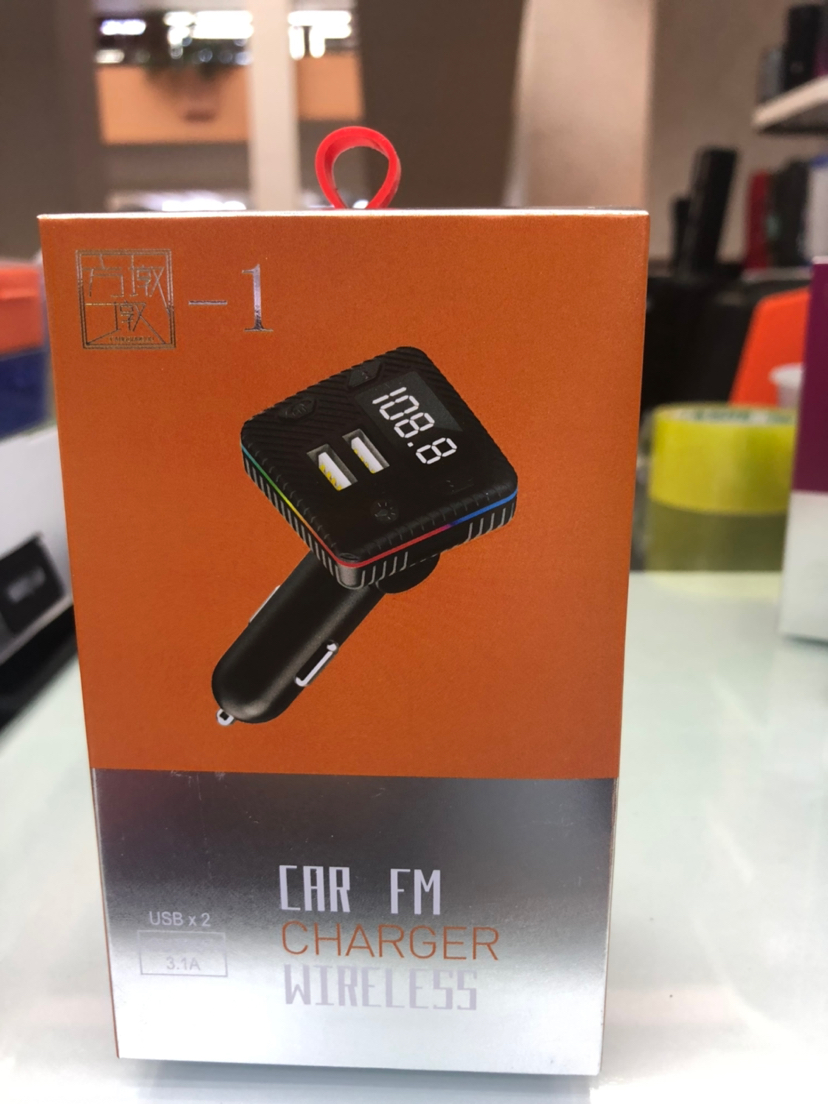 -1
108.8
CAR FM
CHARGER
WIRELESS
USB x 2
3.1A